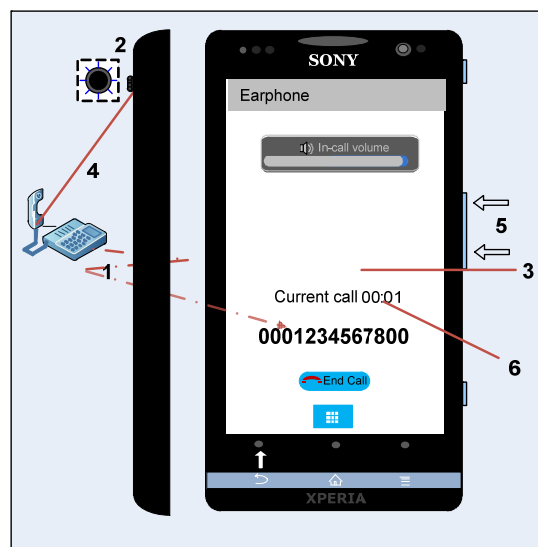 2
SONY
Earphone
In-call volume
4
5
1
3
Current call 00:01
0001234567800
6
End Call
XPERIA